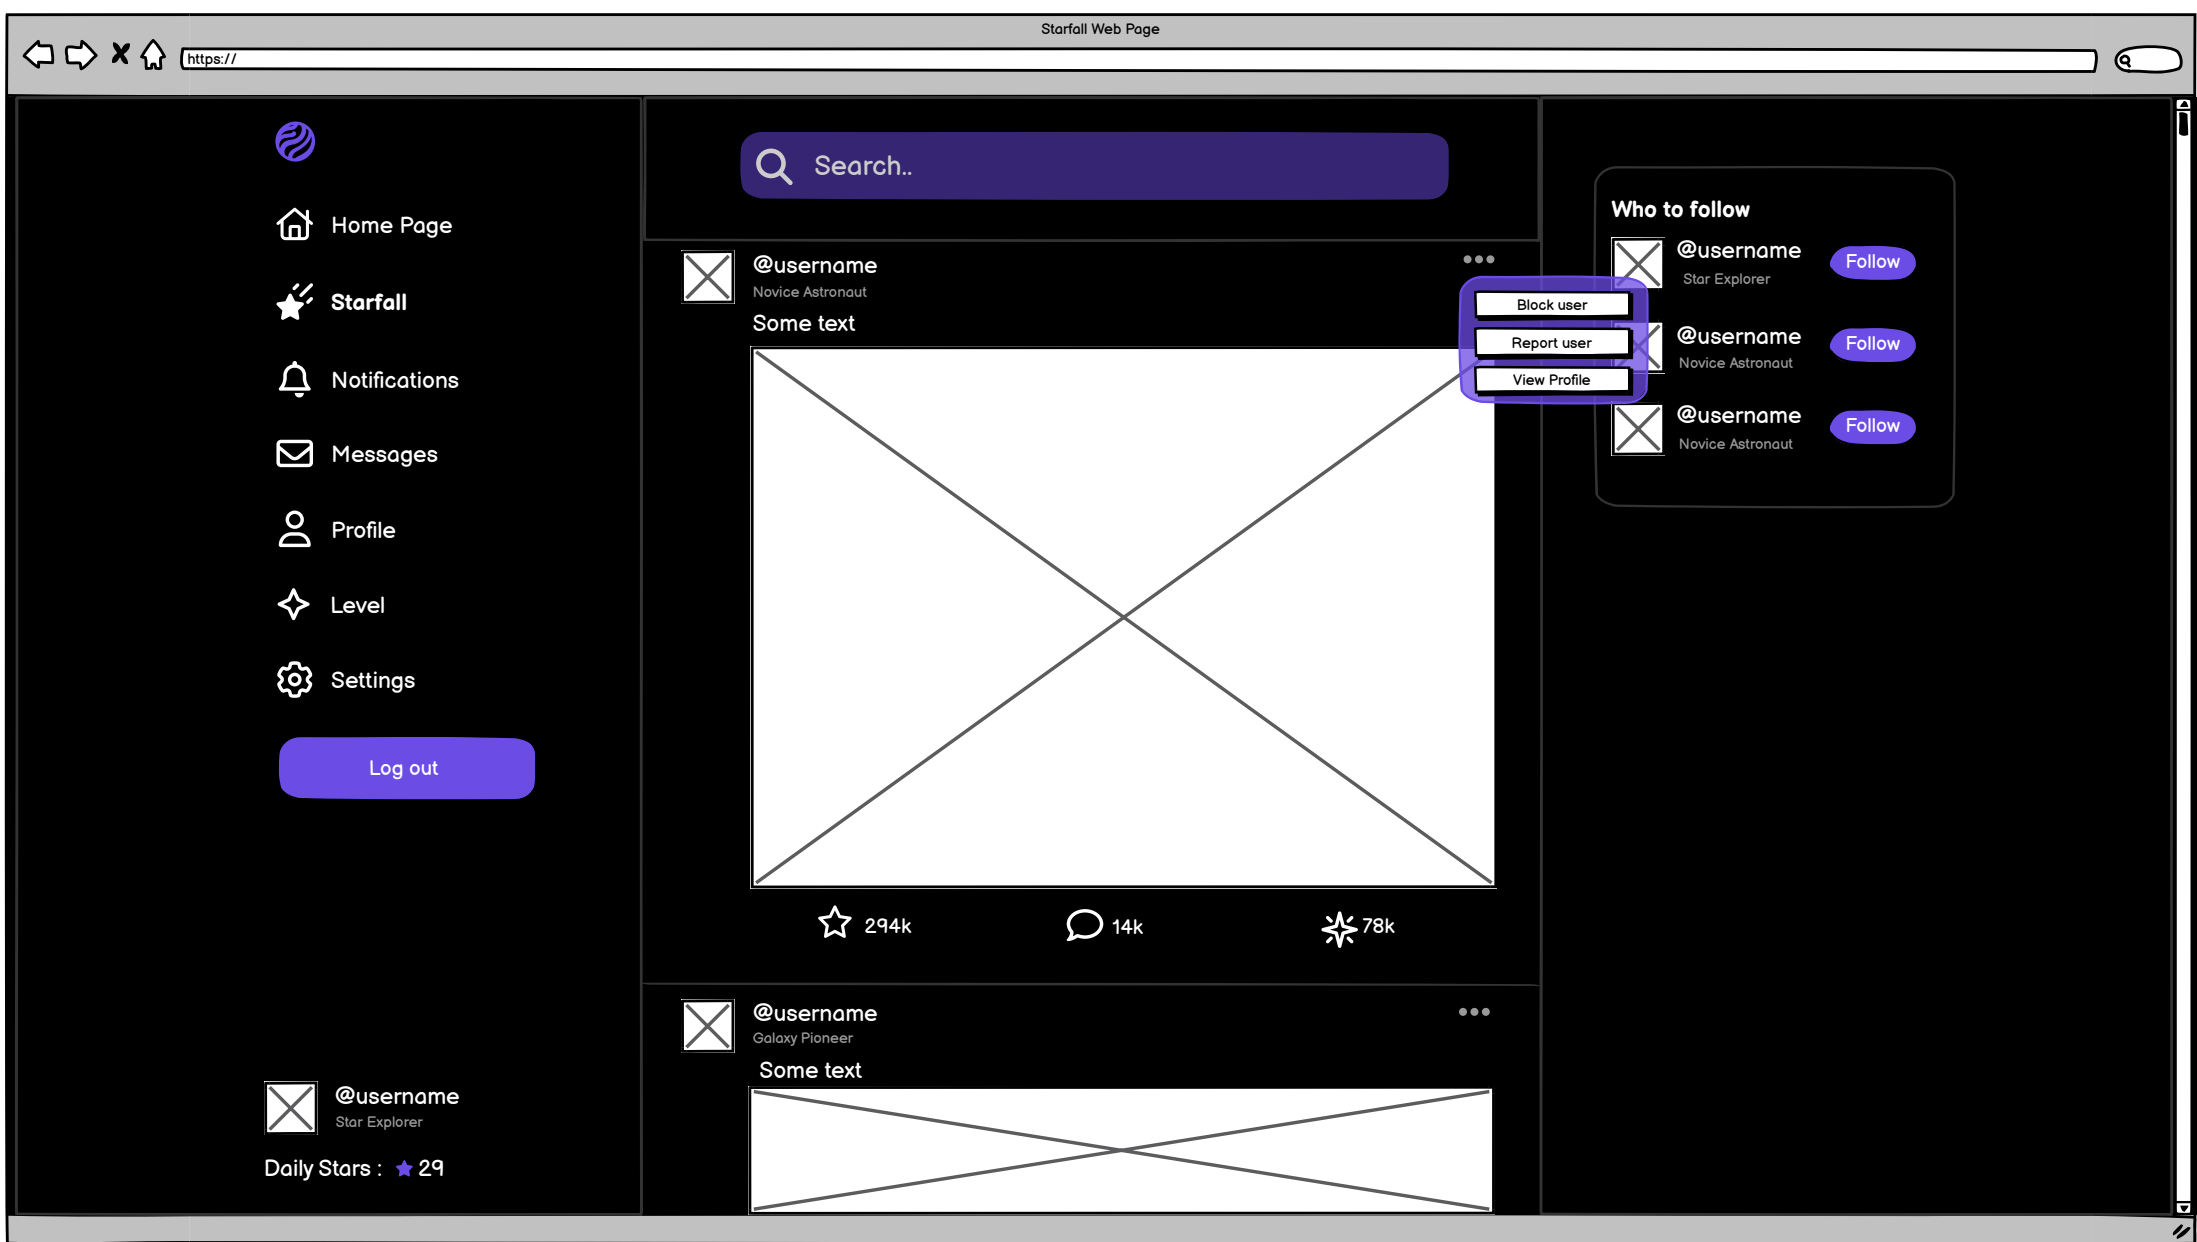 Starfall Web Page
https://
Home Page
Starfall
Notifications
Messages
Profile
Level
Settings
Log out
@username
Star Explorer
Daily Stars : 29
Search..
@username
Novice Astronaut
Some text
Block user
Report user
View Profile
294k
14k
78k
@username
Galaxy Pioneer
Some text
Who to follow
@username
Star Explorer
Follow
@username
Novice Astronaut
Follow
@username
Novice Astronaut
Follow